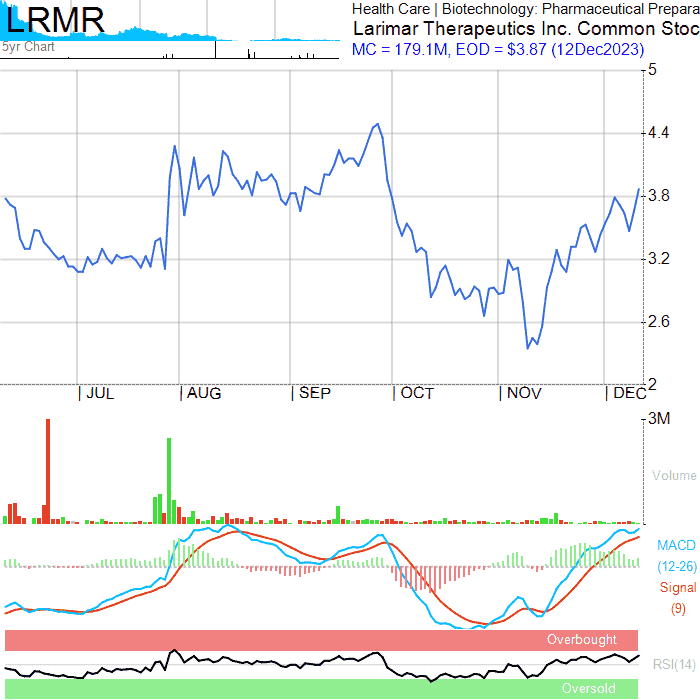 LRMR
5yr Chart
Health Care | Biotechnology: Pharmaceutical Prepara
Larimar Therapeutics Inc. Common Stoc
MC = 179.1M, EOD = $3.87 (12Dec2023)
5
4.4
3.8
3.2
2.6
2
| JUL | AUG | SEP | OCT | NOV | DEC
3M
Volume
MACD
(12-26)
Signal
(9)
Overbought
RSI(14)
Oversold